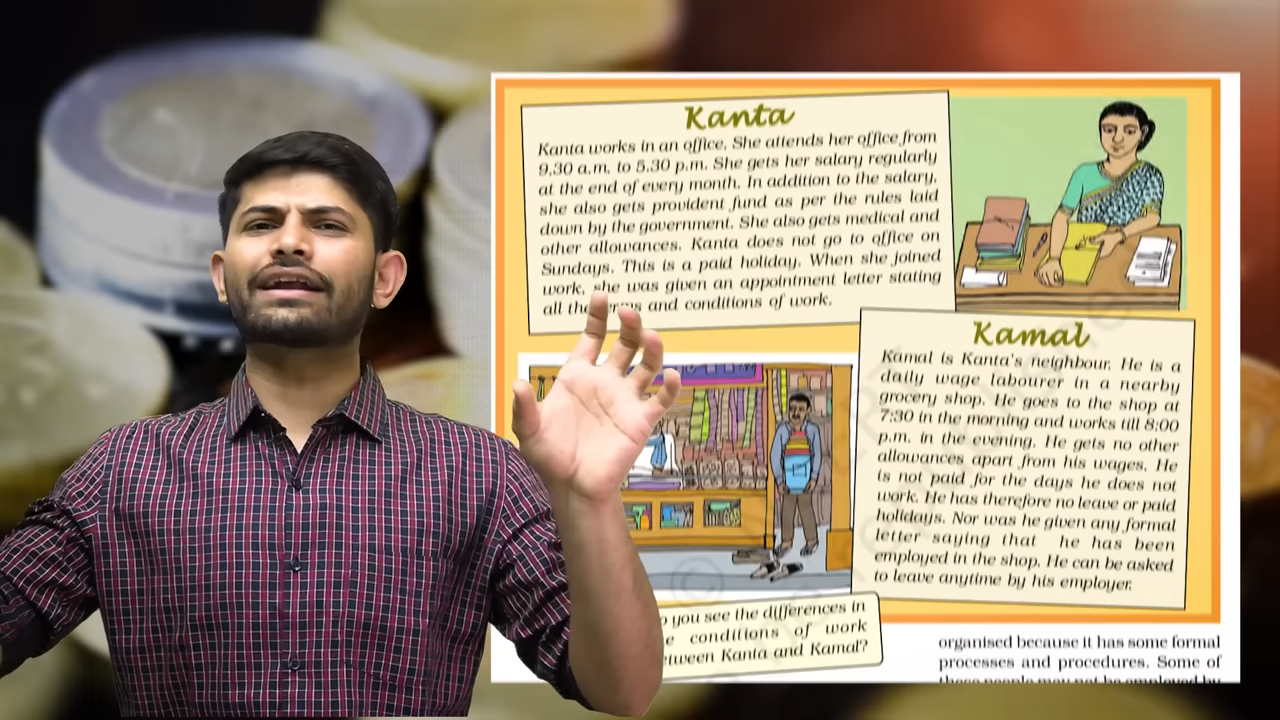 Kanta
Kanta works in an office. She attends her office from
9.30 a.m. to 5.30 p.m. She gets her salary regularly
at the end of every month. In addition to the salary,
she also gets provident fund as per the rules laid
down by the government. She also gets medical and
other allowances. Kanta does not go to office on
Sundays. This is a paid holiday. When she joined
work, she was given an appointment letter stating
all the terms and conditions of work.
Kamal
Kamal is Kanta's neighbour. He is a
daily wage labourer in a nearby
grocery shop. He goes to the shop at
7:30 in the morning and works till 8:00
p.m. in the evening. He gets no other
allowances apart from his wages. He
is not paid for the days he does not
work. He has therefore no leave or paid
holidays. Nor was he given any formal
letter saying that he has been
employed in the shop. He can be asked
to leave anytime by his employer.
you see the differences in
conditions of work
between Kanta and Kamal?
organised because it has some formal
processes and procedures. Some of
these people may not be employed by